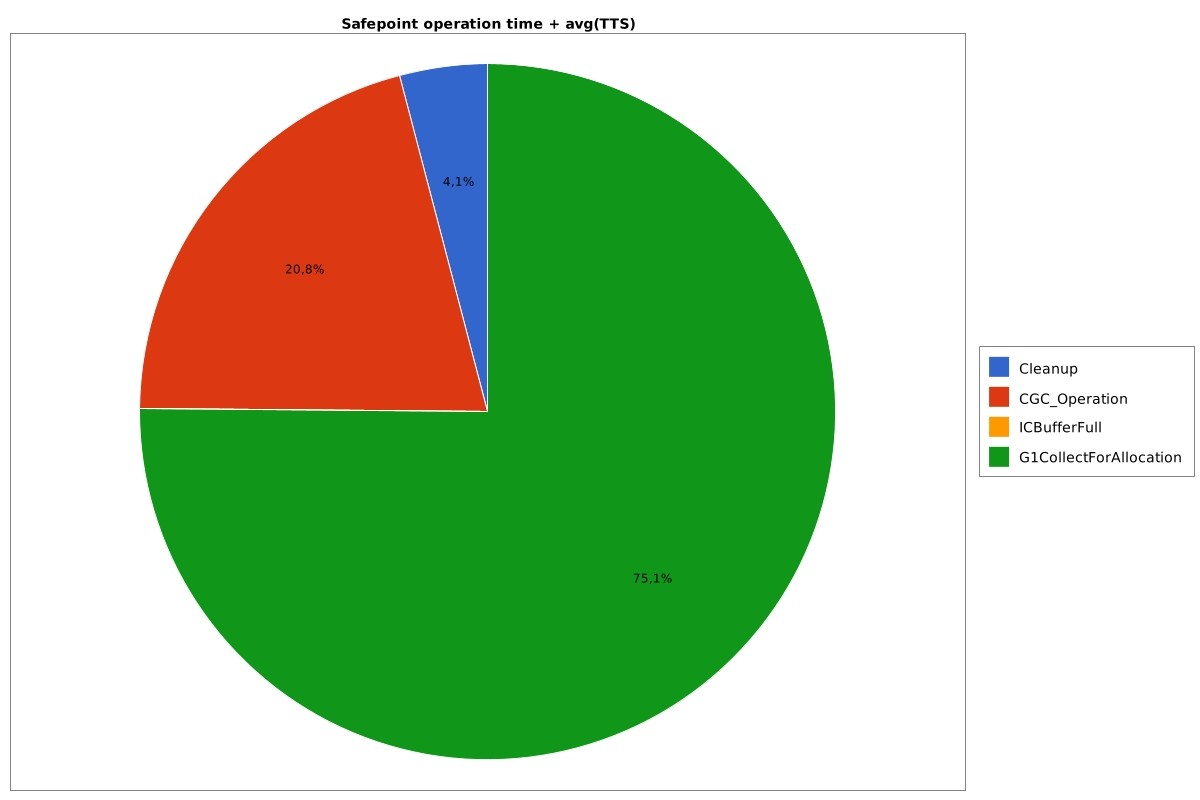 Safepoint operation time + avg(TTS)
4,1%
20,8%
75,1%
Cleanup
CGC_Operation
ICBufferFull
G1CollectForAllocation